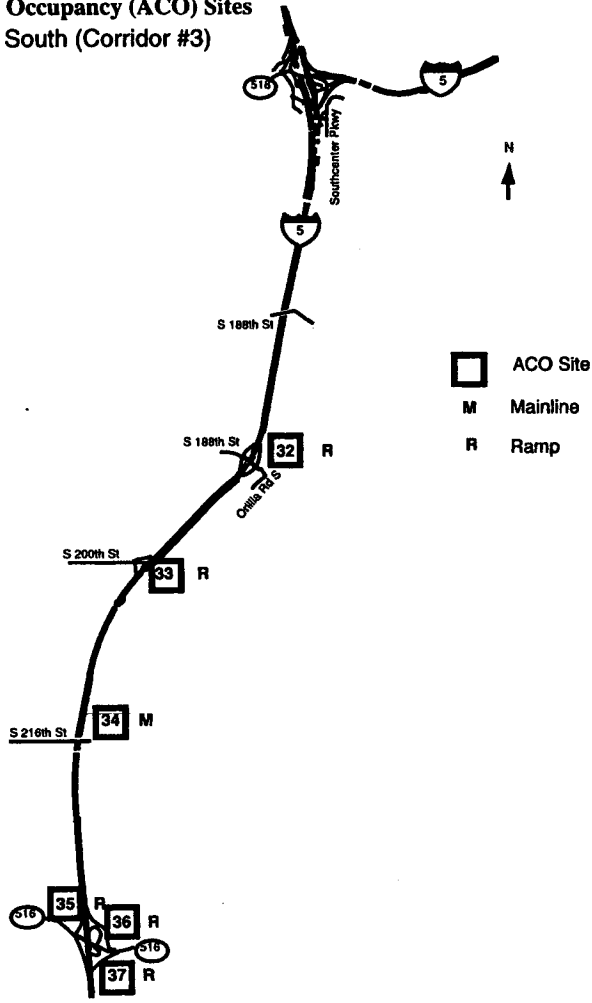 Occupancy (ACO) Sites
South (Corridor #3)
518
5
Southcenter Pkwy
N
5
S 188th St
ACO Site
M Mainline
R Ramp
S 188th St
32 R
Orillia Rd S
S 200th St
33 R
34 M
S 216th St
35 R
516
36 R
516
37 R